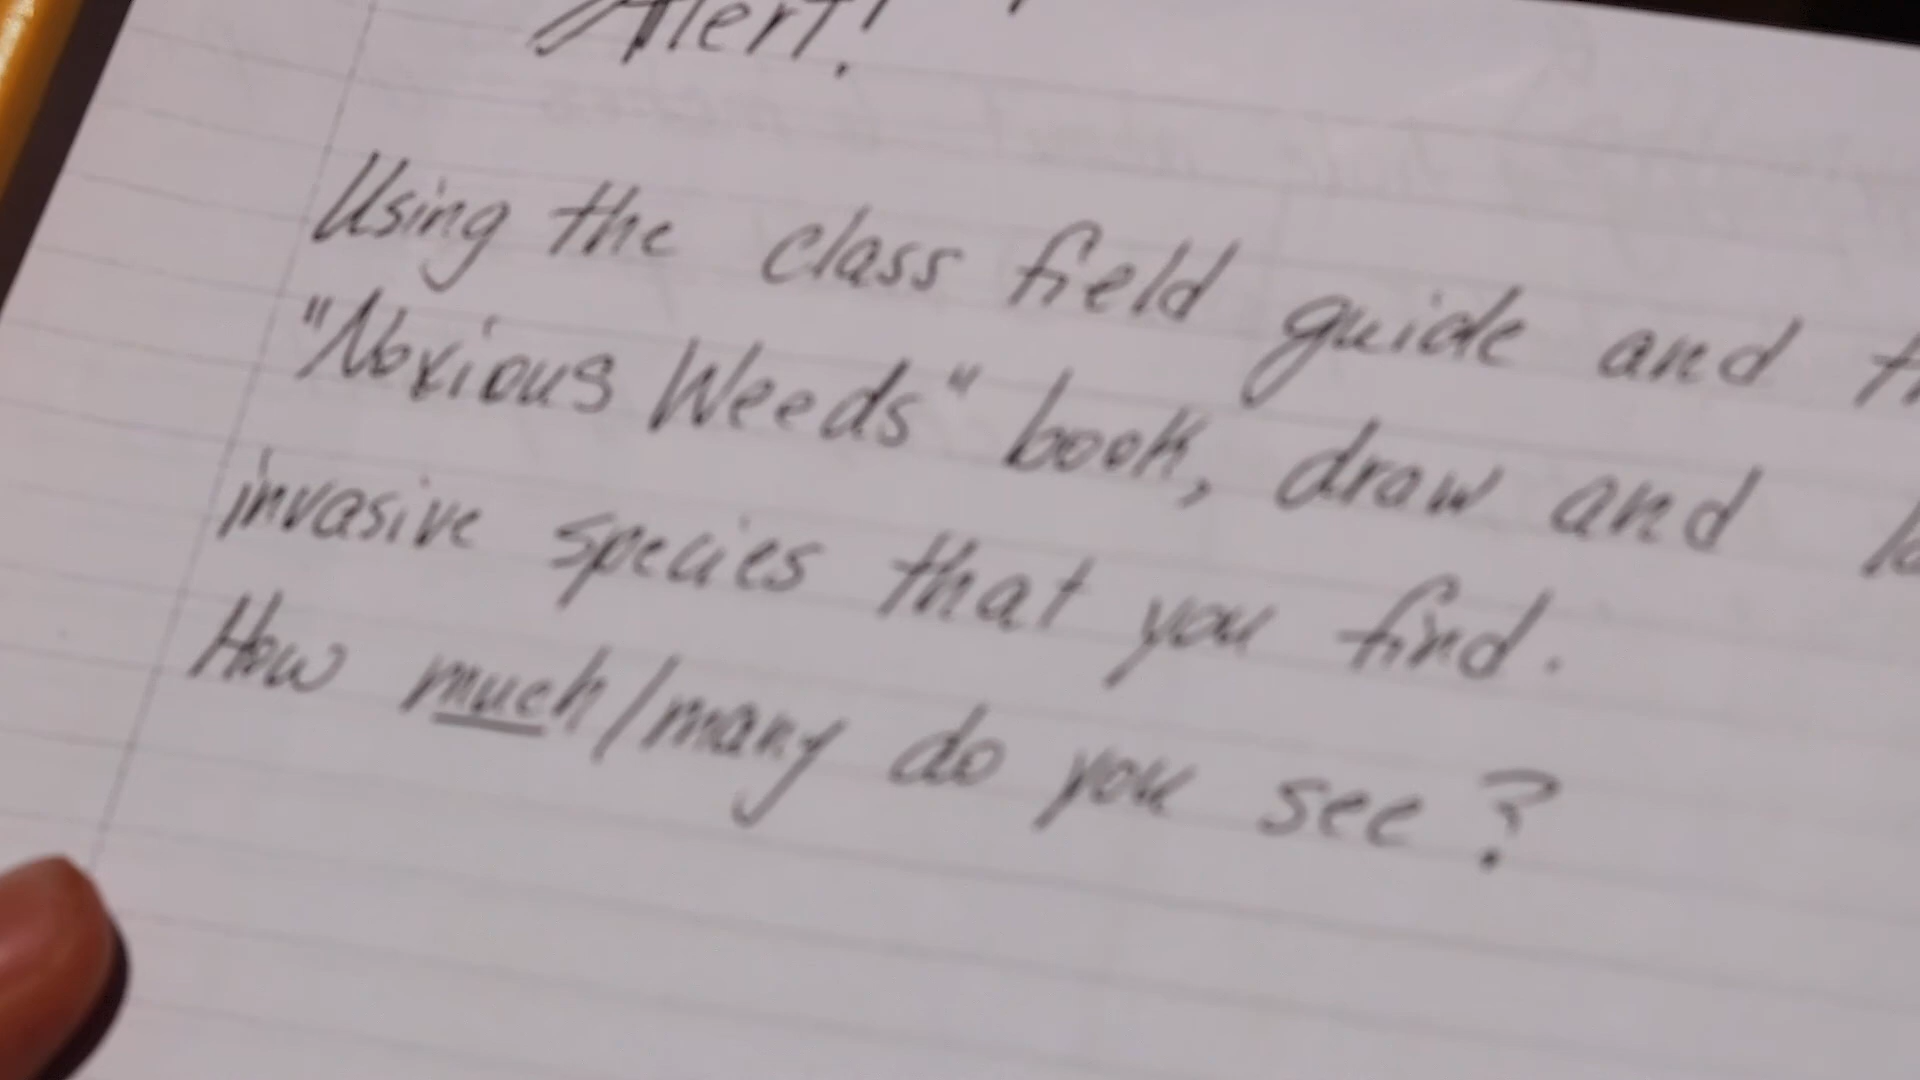 Alert!
Using the class field guide and
"Noxious Weeds" book, draw and
invasive species that you find.
How much/many do you see?